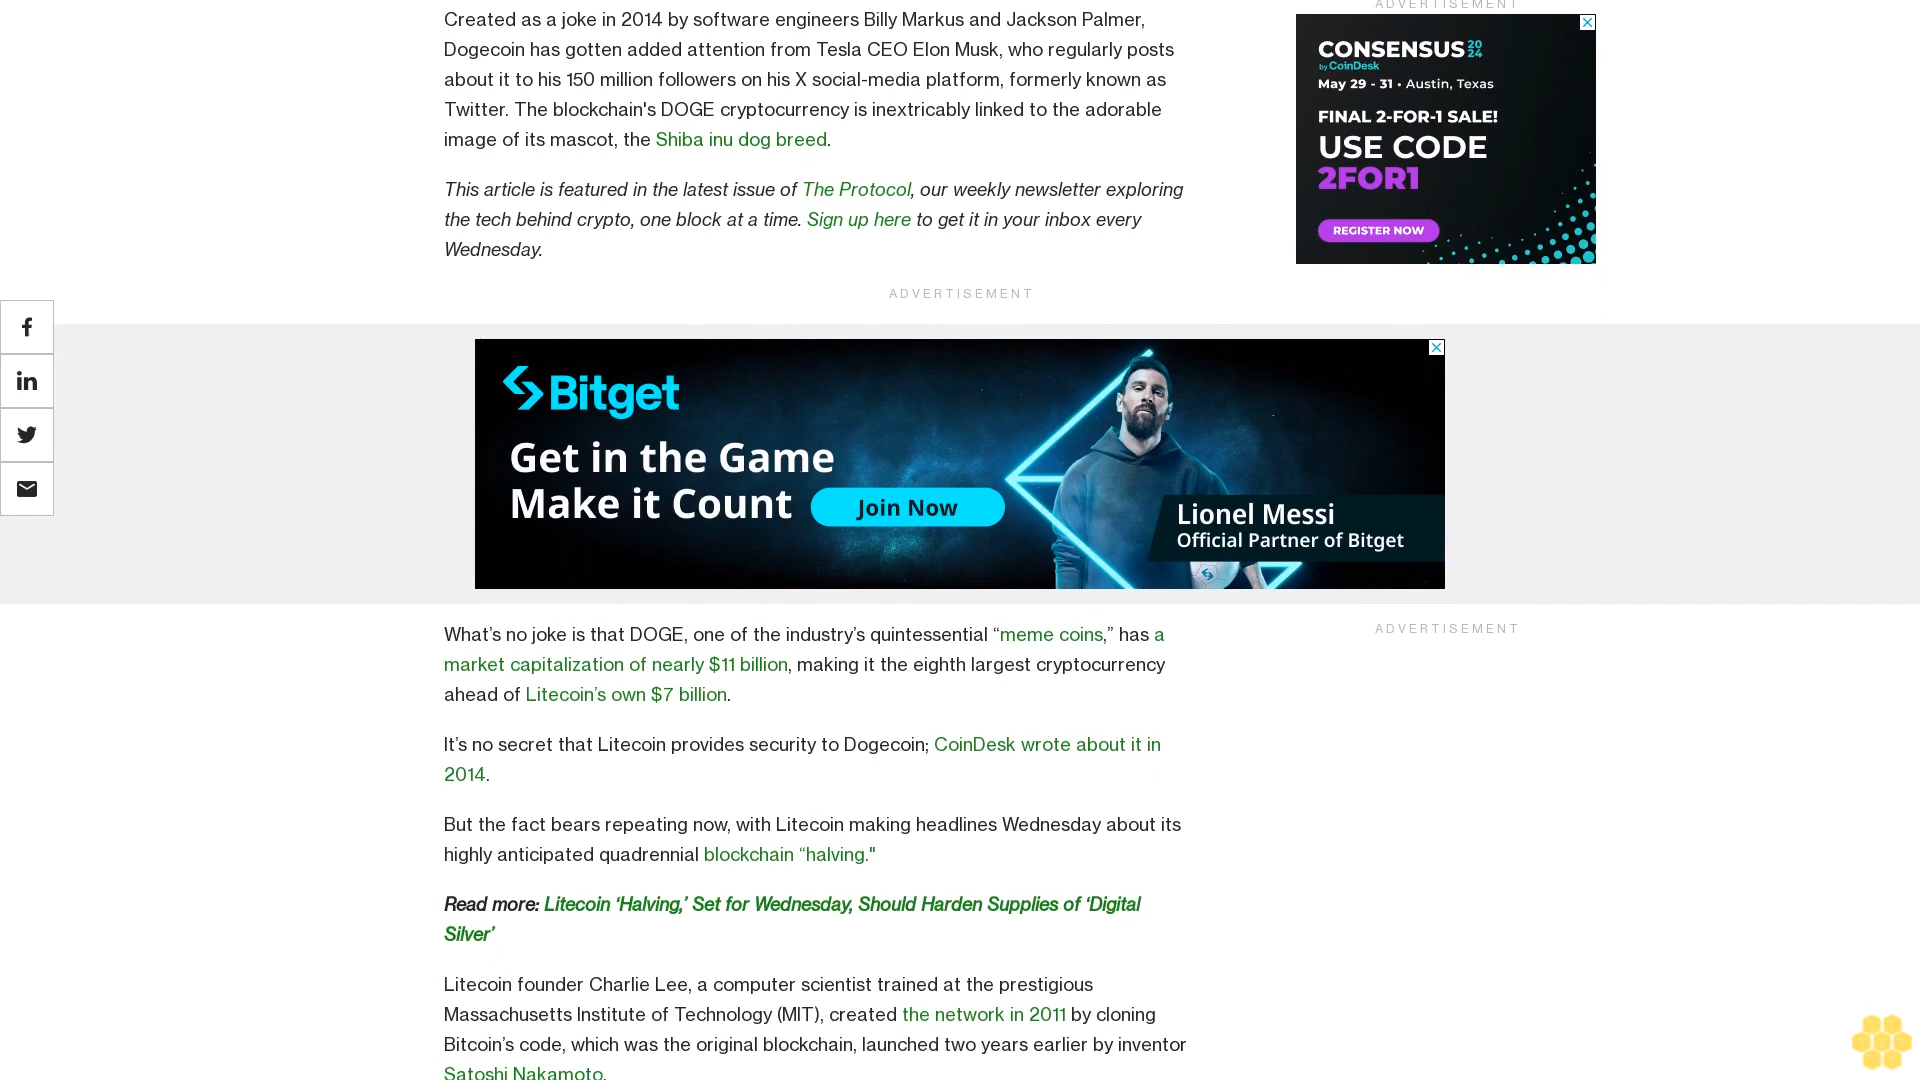 Created as a joke in 2014 by software engineers Billy Markus and Jackson Palmer,
Dogecoin has gotten added attention from Tesla CEO Elon Musk, who regularly posts
about it to his 150 million followers on his X social-media platform, formerly known as
Twitter. The blockchain's DOGE cryptocurrency is inextricably linked to the adorable
image of its mascot, the Shiba inu dog breed.
This article is featured in the latest issue of The Protocol, our weekly newsletter exploring
the tech behind crypto, one block at a time. Sign up here to get it in your inbox every
Wednesday.
ADVERTISEMENT
CONSENSUS 2024
by CoinDesk
May 29 - 31 • Austin, Texas
FINAL 2-FOR-1 SALE!
USE CODE
2FOR1
REGISTER NOW
ADVERTISEMENT
Bitget
Get in the Game
Make it Count
Join Now
Lionel Messi
Official Partner of Bitget
What’s no joke is that DOGE, one of the industry’s quintessential “meme coins,” has a
market capitalization of nearly $11 billion, making it the eighth largest cryptocurrency
ahead of Litecoin’s own $7 billion.
ADVERTISEMENT
It’s no secret that Litecoin provides security to Dogecoin; CoinDesk wrote about it in
2014.
But the fact bears repeating now, with Litecoin making headlines Wednesday about its
highly anticipated quadrennial blockchain “halving."
Read more: Litecoin ‘Halving,’ Set for Wednesday, Should Harden Supplies of ‘Digital
Silver’
Litecoin founder Charlie Lee, a computer scientist trained at the prestigious
Massachusetts Institute of Technology (MIT), created the network in 2011 by cloning
Bitcoin’s code, which was the original blockchain, launched two years earlier by inventor
Satoshi Nakamoto.